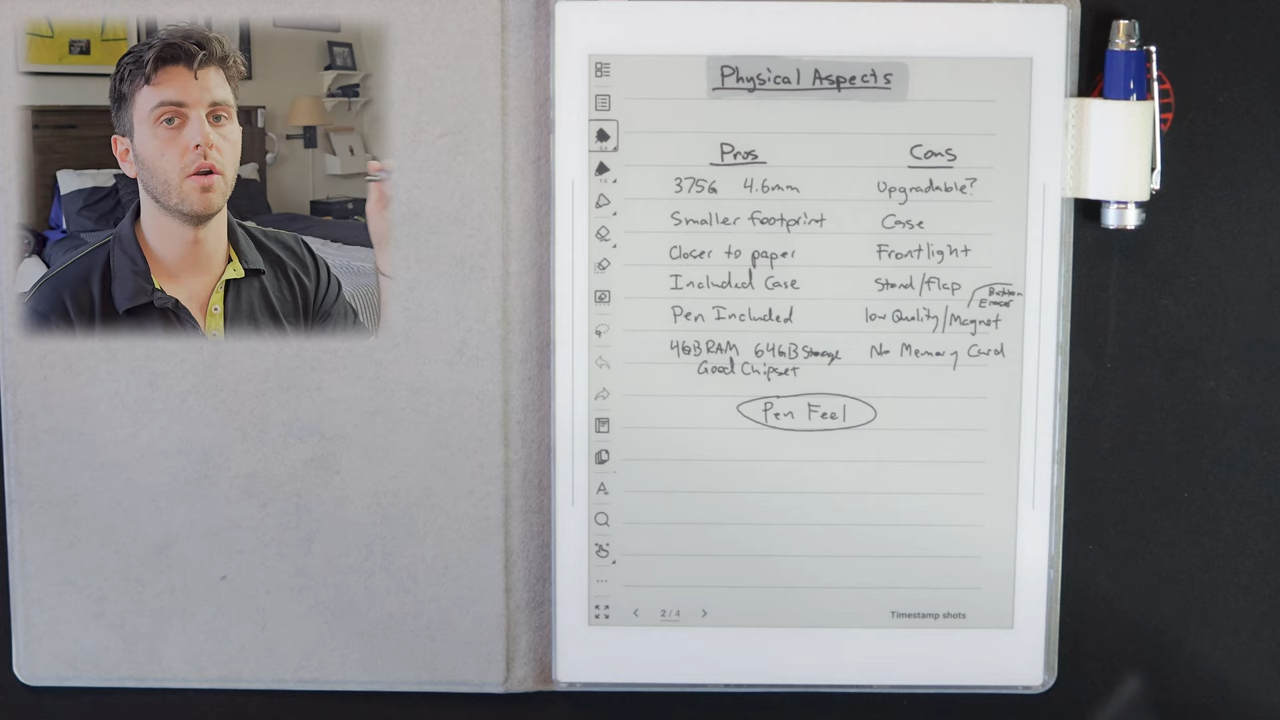 Physical Aspects
Pros Cons
375G 4.6mm Upgradable?
Smaller footprint Case
Closer to paper Frontlight
Included Case Stand/Flap
Button Eraser
Pen Included low Quality/Magnet
4GB RAM 64GB Storage No Memory Card
Good Chipset
Pen Feel
2 / 4 Timestamp shots